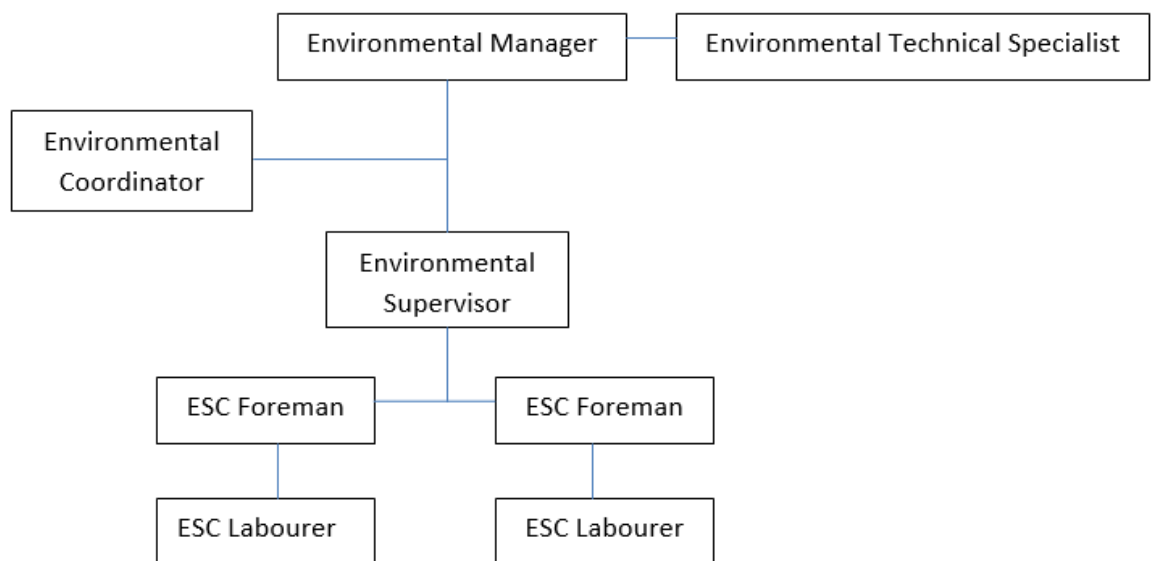 Environmental Manager
Environmental Technical Specialist
Environmental
Coordinator
Environmental
Supervisor
ESC Foreman
ESC Foreman
ESC Labourer
ESC Labourer